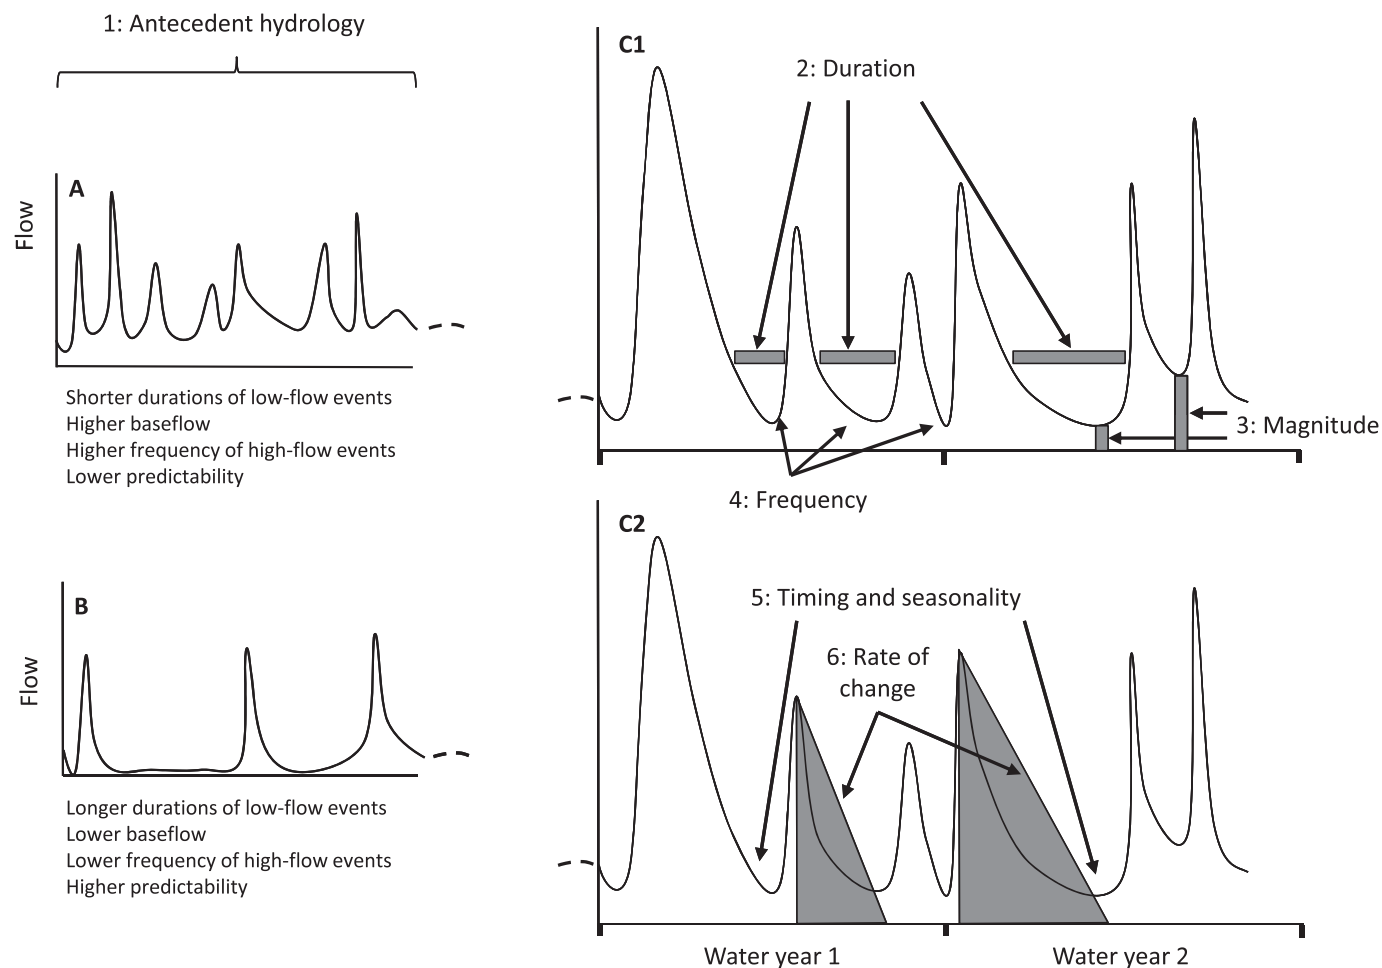 1: Antecedent hydrology
A
Flow
Shorter durations of low-flow events
Higher baseflow
Higher frequency of high-flow events
Lower predictability
B
Flow
Longer durations of low-flow events
Lower baseflow
Lower frequency of high-flow events
Higher predictability
C1
2: Duration
3: Magnitude
4: Frequency
C2
5: Timing and seasonality
6: Rate of
change
Water year 1
Water year 2